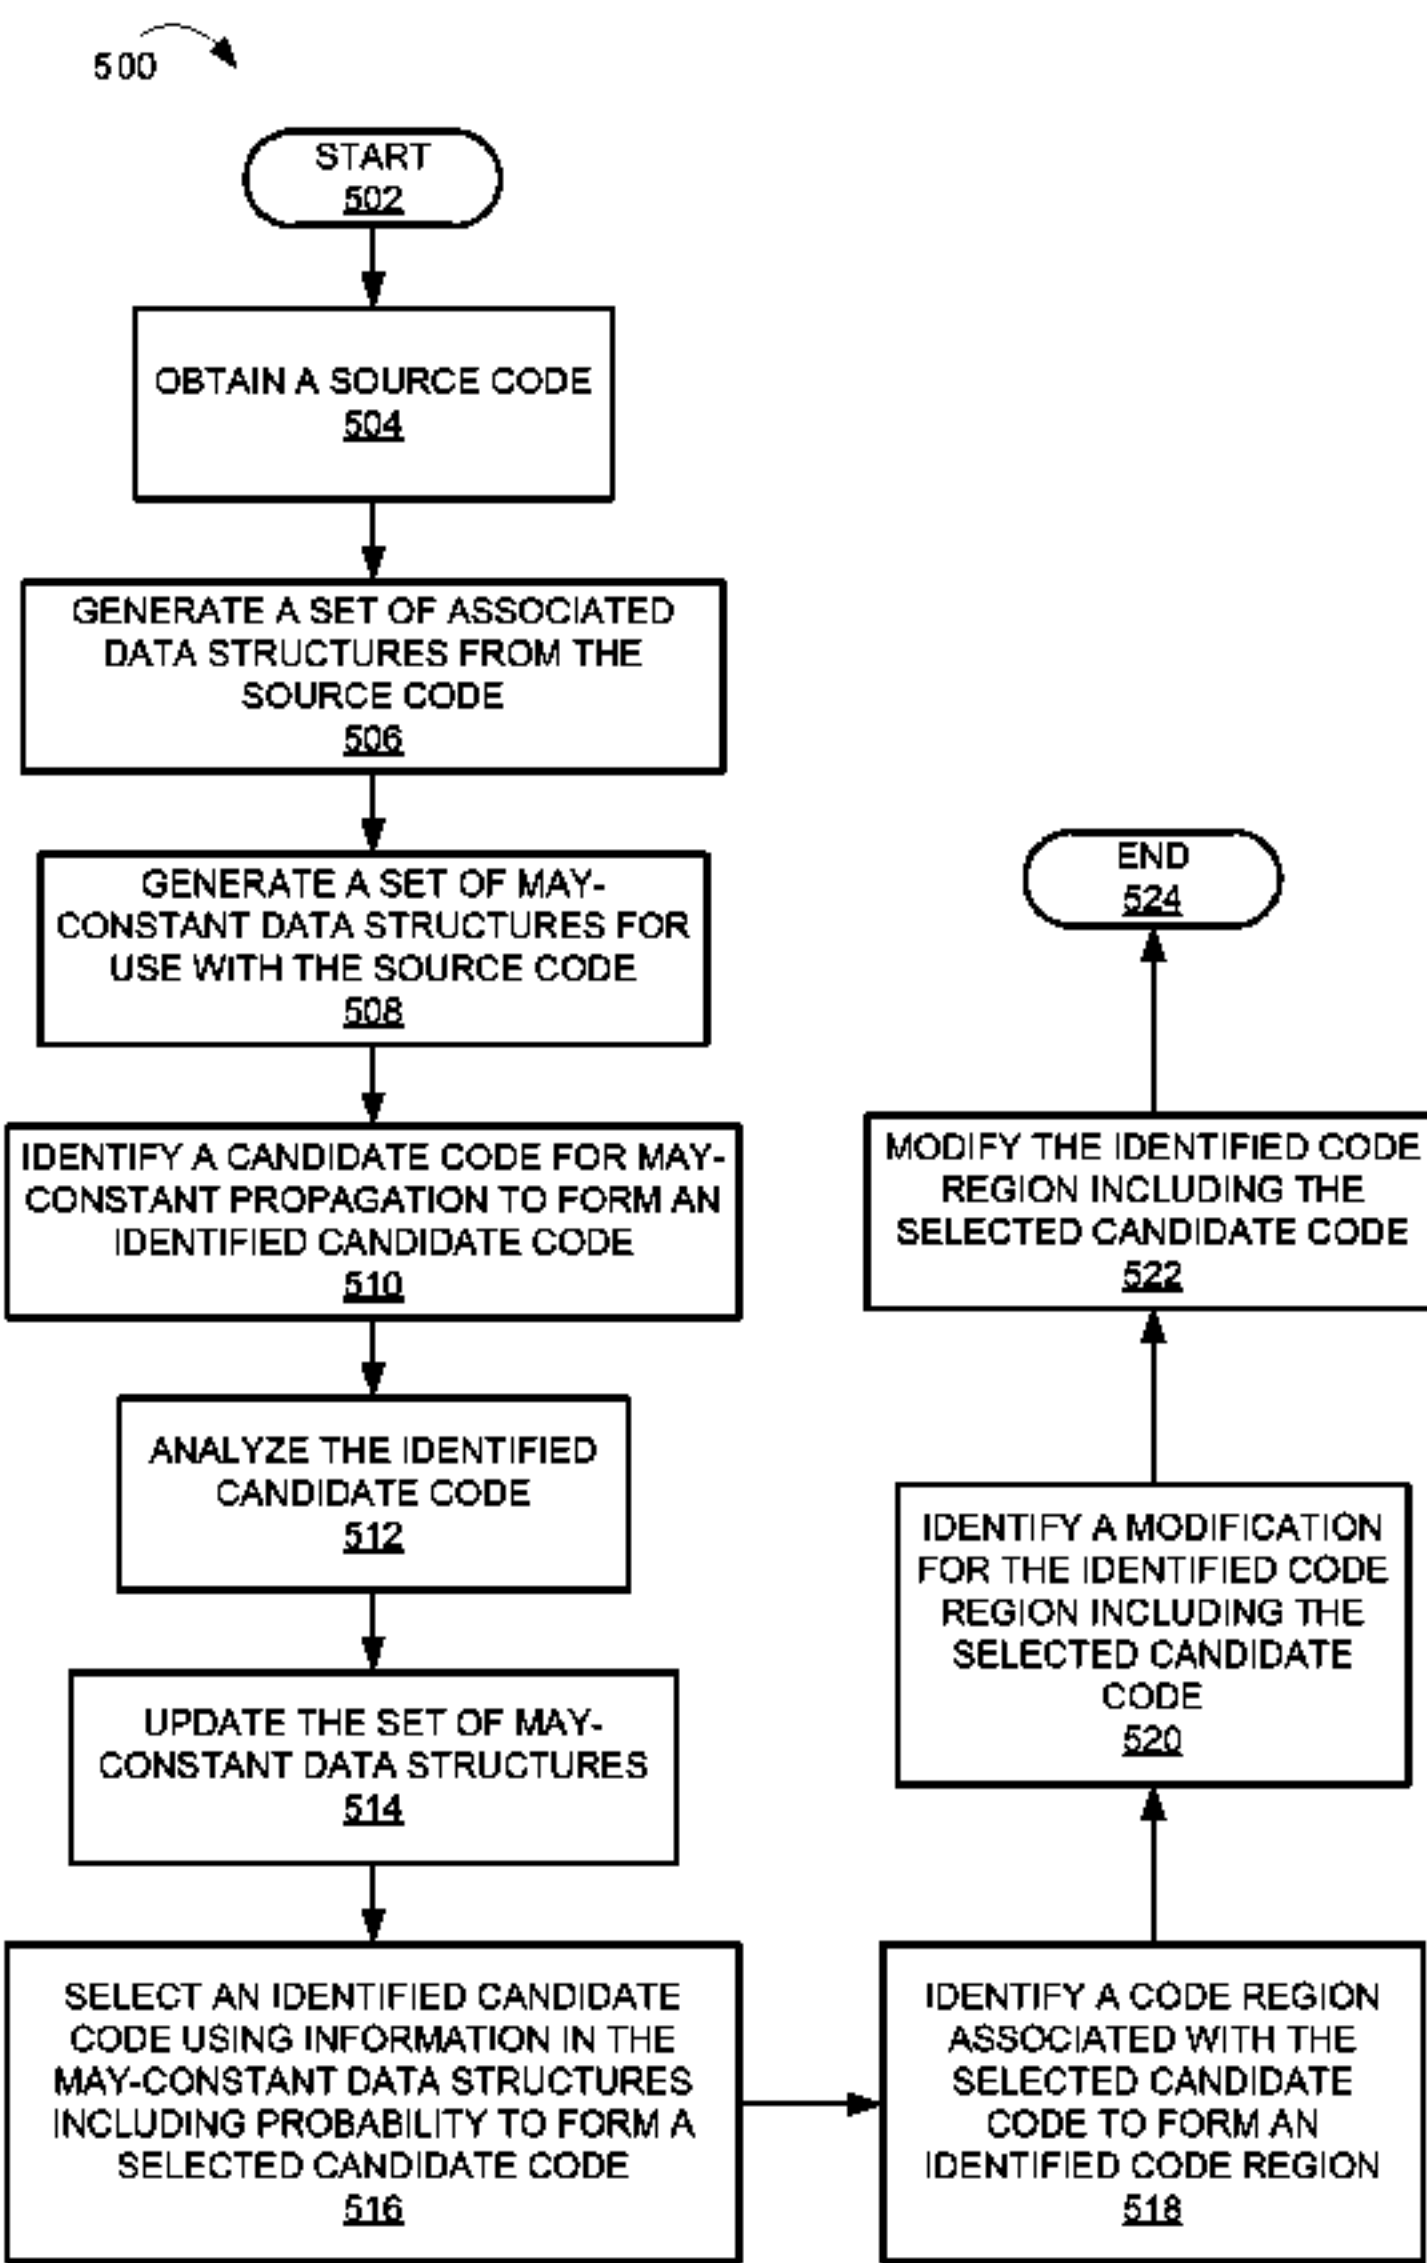 500
START
502
OBTAIN A SOURCE CODE
504
GENERATE A SET OF ASSOCIATED
DATA STRUCTURES FROM THE
SOURCE CODE
506
GENERATE A SET OF MAY-
CONSTANT DATA STRUCTURES FOR
USE WITH THE SOURCE CODE
508
IDENTIFY A CANDIDATE CODE FOR MAY-
CONSTANT PROPAGATION TO FORM AN
IDENTIFIED CANDIDATE CODE
510
ANALYZE THE IDENTIFIED
CANDIDATE CODE
512
UPDATE THE SET OF MAY-
CONSTANT DATA STRUCTURES
514
SELECT AN IDENTIFIED CANDIDATE
CODE USING INFORMATION IN THE
MAY-CONSTANT DATA STRUCTURES
INCLUDING PROBABILITY TO FORM A
SELECTED CANDIDATE CODE
516
IDENTIFY A CODE REGION
ASSOCIATED WITH THE
SELECTED CANDIDATE
CODE TO FORM AN
IDENTIFIED CODE REGION
518
IDENTIFY A MODIFICATION
FOR THE IDENTIFIED CODE
REGION INCLUDING THE
SELECTED CANDIDATE
CODE
520
MODIFY THE IDENTIFIED CODE
REGION INCLUDING THE
SELECTED CANDIDATE CODE
522
END
524